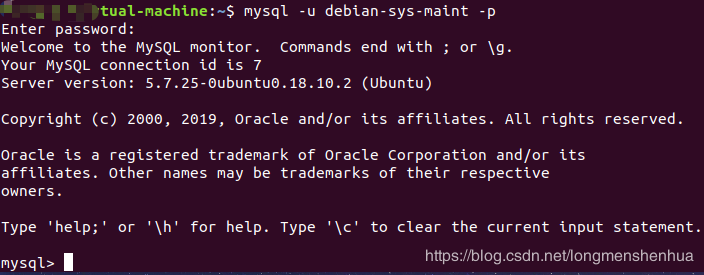 tual-machine:~$ mysql -u debian-sys-maint -p
Enter password:
Welcome to the MySQL monitor.  Commands end with ; or \g.
Your MySQL connection id is 7
Server version: 5.7.25-0ubuntu0.18.10.2 (Ubuntu)

Copyright (c) 2000, 2019, Oracle and/or its affiliates. All rights reserved.

Oracle is a registered trademark of Oracle Corporation and/or its
affiliates. Other names may be trademarks of their respective
owners.

Type 'help;' or '\h' for help. Type '\c' to clear the current input statement.

mysql>
https://blog.csdn.net/longmenshenhua